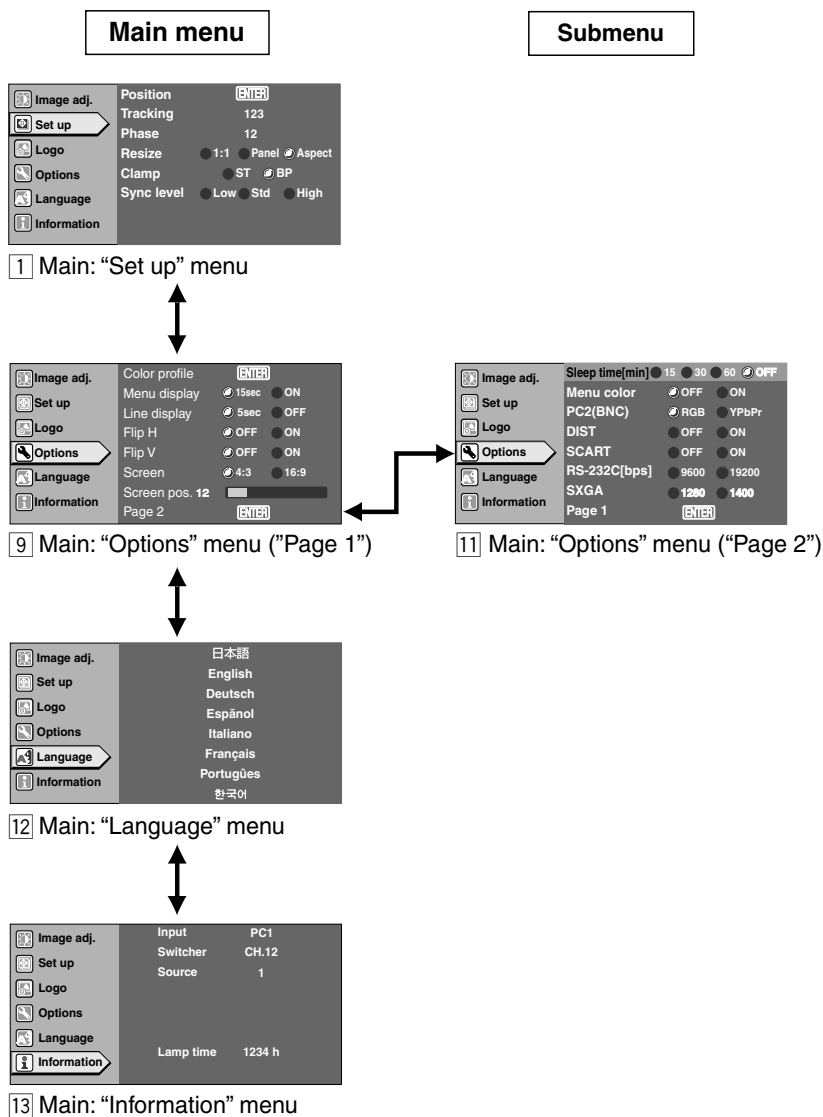 Main menu
Submenu
Image adj.
Set up
Logo
Options
Language
Information
Position ENTER
Tracking 123
Phase 12
Resize 1:1 Panel Aspect
Clamp ST BP
Sync level Low Std High
1 Main: “Set up” menu
Image adj.
Set up
Logo
Options
Language
Information
Color profile ENTER
Menu display 15sec ON
Line display 5sec OFF
Flip H OFF ON
Flip V OFF ON
Screen 4:3 16:9
Screen pos. 12
Page 2 ENTER
9 Main: “Options” menu (”Page 1”)
Image adj.
Set up
Logo
Options
Language
Information
Sleep time[min] 15 30 60 OFF
Menu color OFF ON
PC2(BNC) RGB YPbPr
DIST OFF ON
SCART OFF ON
RS-232C[bps] 9600 19200
SXGA 1280 1400
Page 1 ENTER
11 Main: “Options” menu (“Page 2”)
Image adj.
Set up
Logo
Options
Language
Information
日本語
English
Deutsch
Espãnol
Italiano
Français
Portugûes
한국어
12 Main: “Language” menu
Image adj.
Set up
Logo
Options
Language
Information
Input PC1
Switcher CH.12
Source 1
Lamp time 1234 h
13 Main: “Information” menu